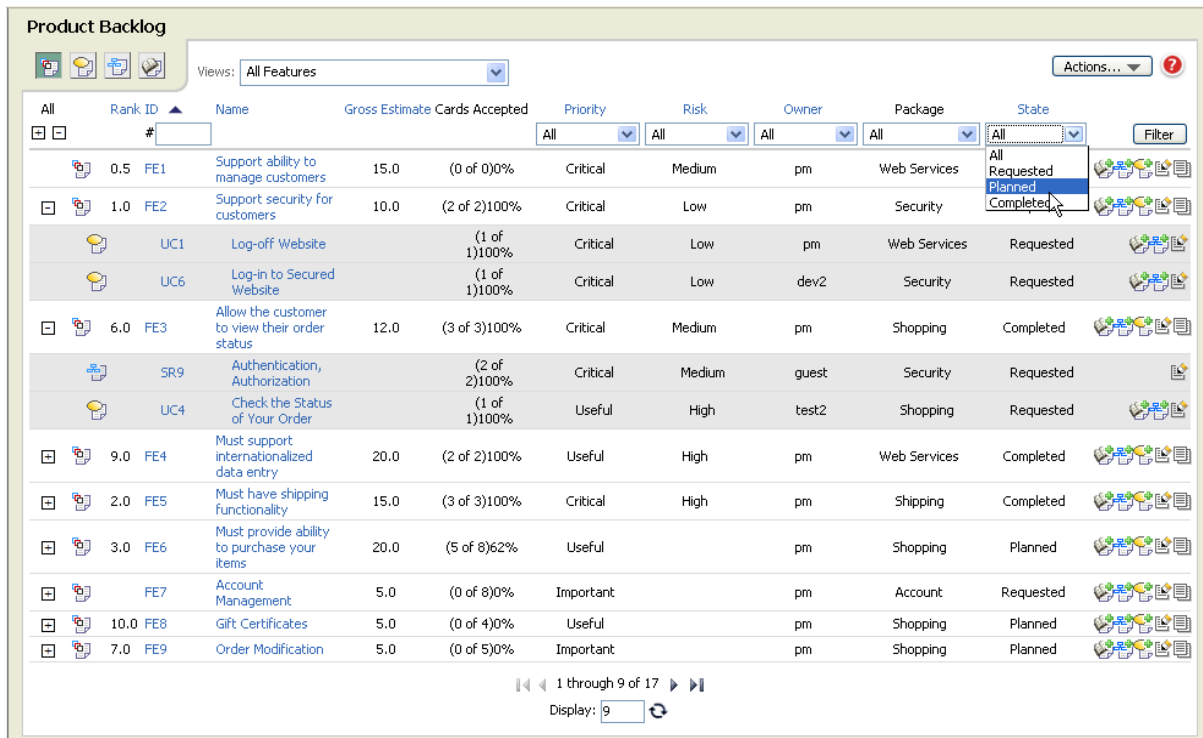 Product Backlog
Views: All Features Actions... ?
All Rank ID Name Gross Estimate Cards Accepted Priority Risk Owner Package State
# All All All All All Filter
All
Requested
Planned
Completed
0.5 FE1 Support ability to manage customers 15.0 (0 of 0)0% Critical Medium pm Web Services
1.0 FE2 Support security for customers 10.0 (2 of 2)100% Critical Low pm Security
UC1 Log-off Website (1 of 1)100% Critical Low pm Web Services Requested
UC6 Log-in to Secured Website (1 of 1)100% Critical Low dev2 Security Requested
6.0 FE3 Allow the customer to view their order status 12.0 (3 of 3)100% Critical Medium pm Shopping Completed
SR9 Authentication, Authorization (2 of 2)100% Critical Medium guest Security Requested
UC4 Check the Status of Your Order (1 of 1)100% Useful High test2 Shopping Requested
9.0 FE4 Must support internationalized data entry 20.0 (2 of 2)100% Useful High pm Web Services Completed
2.0 FE5 Must have shipping functionality 15.0 (3 of 3)100% Critical High pm Shipping Completed
3.0 FE6 Must provide ability to purchase your items 20.0 (5 of 8)62% Useful pm Shopping Planned
FE7 Account Management 5.0 (0 of 8)0% Important pm Account Requested
10.0 FE8 Gift Certificates 5.0 (0 of 4)0% Useful pm Shopping Planned
7.0 FE9 Order Modification 5.0 (0 of 5)0% Important pm Shopping Planned
1 through 9 of 17
Display: 9